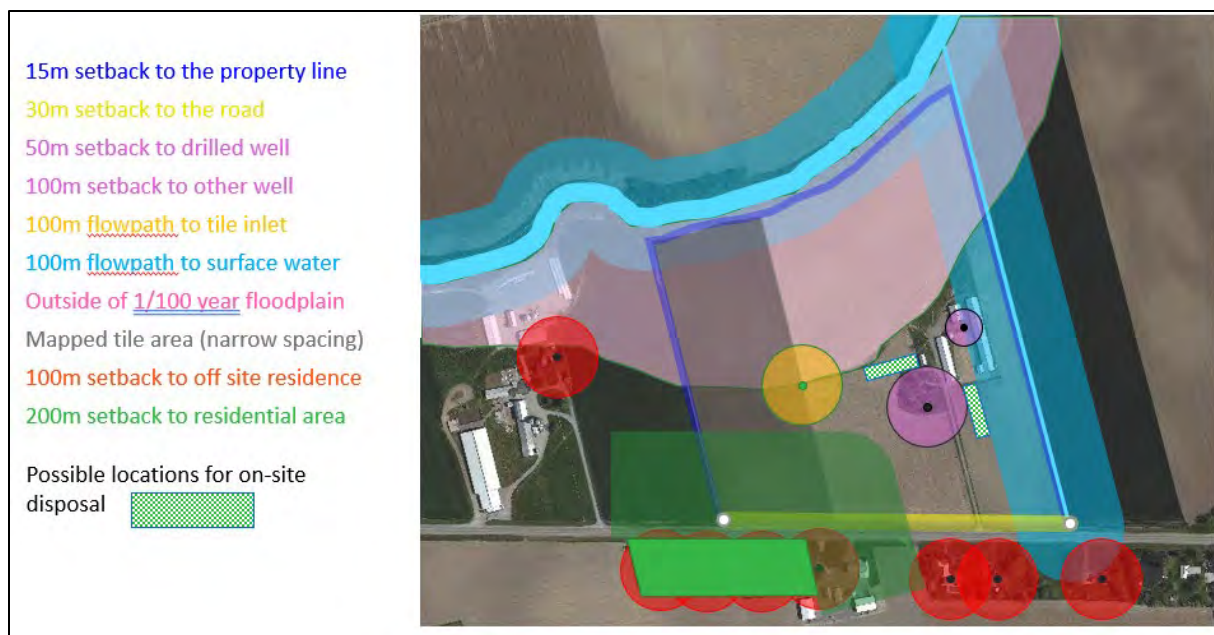 15m setback to the property line
30m setback to the road
50m setback to drilled well
100m setback to other well
100m flowpath to tile inlet
100m flowpath to surface water
Outside of 1/100 year floodplain
Mapped tile area (narrow spacing)
100m setback to off site residence
200m setback to residential area
Possible locations for on-site
disposal